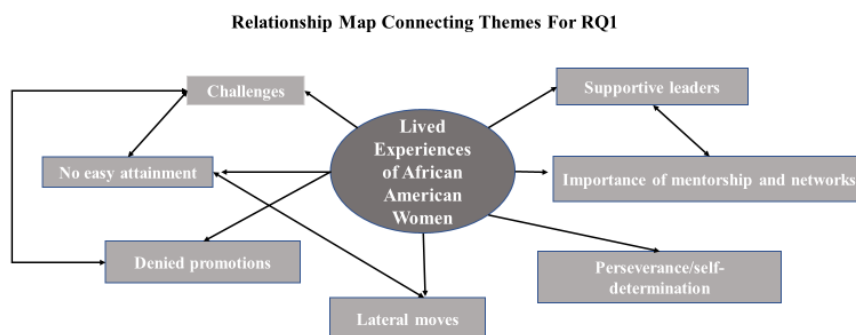 Relationship Map Connecting Themes For RQ1
Challenges
Supportive leaders
Lived
Experiences
of African
American
Women
No easy attainment
Importance of mentorship and networks
Denied promotions
Perseverance/self-
determination
Lateral moves